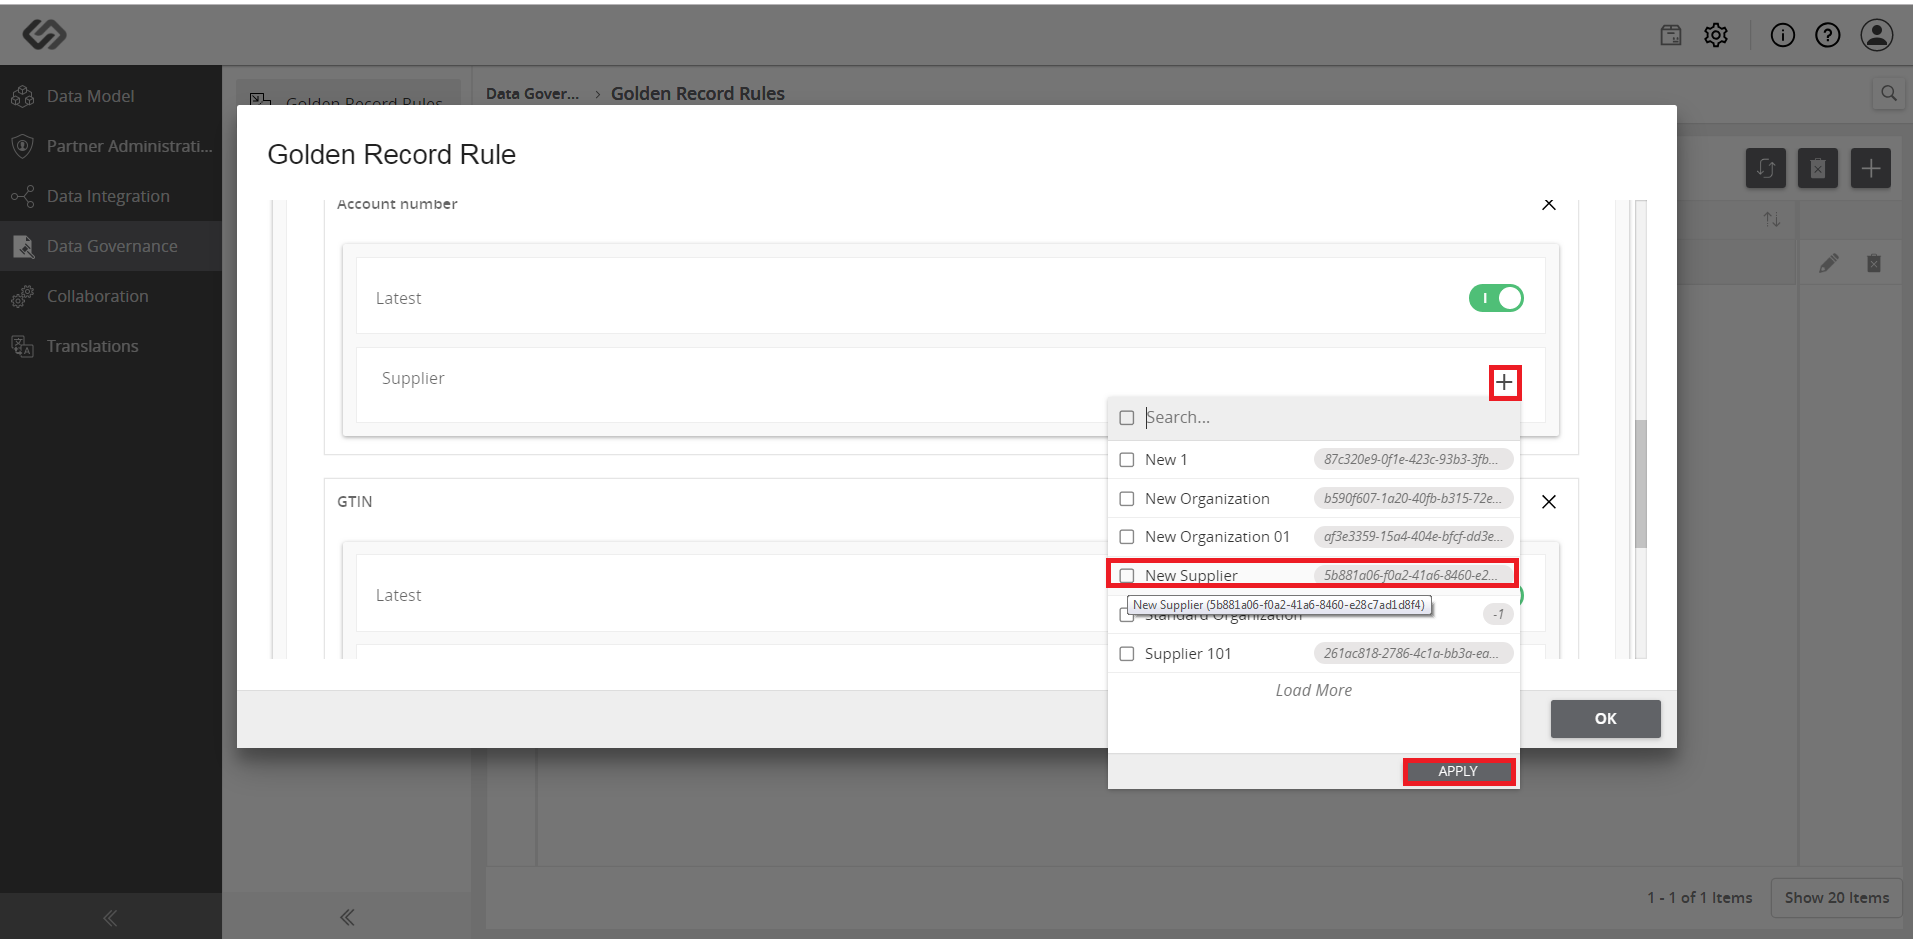 Data Model
Partner Administrati...
Data Integration
Data Governance
Collaboration
Translations
Golden Record Rules
Data Gover... › Golden Record Rules
Golden Record Rule
Account number
Latest
Supplier
Search...
New 1 87c320e9-0f1e-423c-93b3-3fb...
New Organization b590f607-1a20-40fb-b315-72e...
New Organization 01 af3e3359-15a4-404e-bfcf-dd3e...
New Supplier 5b881a06-f0a2-41a6-8460-e2...
New Supplier (5b881a06-f0a2-41a6-8460-e28c7ad1d8f4)
Standard Organization -1
Supplier 101 261ac818-2786-4c1a-bb3a-ea...
Load More
APPLY
GTIN
Latest
OK
1 - 1 of 1 Items
Show 20 Items